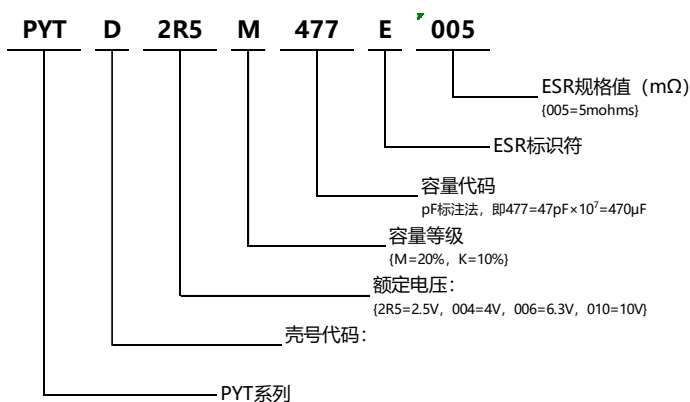 PYT D 2R5 M 477 E 005
ESR规格值（mΩ）
{005=5mohms}
ESR标识符
容量代码
pF标注法，即477=47pF×10⁷=470μF
容量等级
{M=20%，K=10%}
额定电压：
{2R5=2.5V，004=4V，006=6.3V，010=10V}
壳号代码：
PYT系列